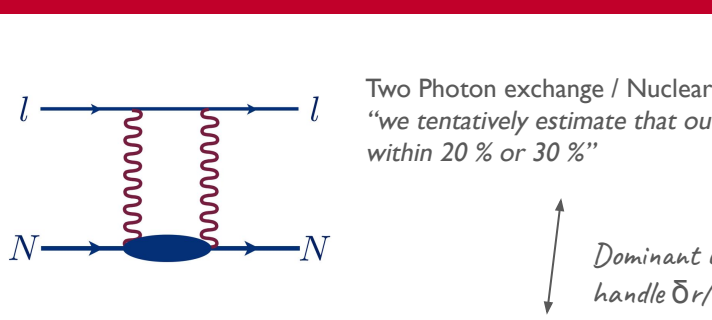 l l
Two Photon exchange / Nuclear
“we tentatively estimate that ou
within 20 % or 30 %”
N N
Dominant
handle δr/